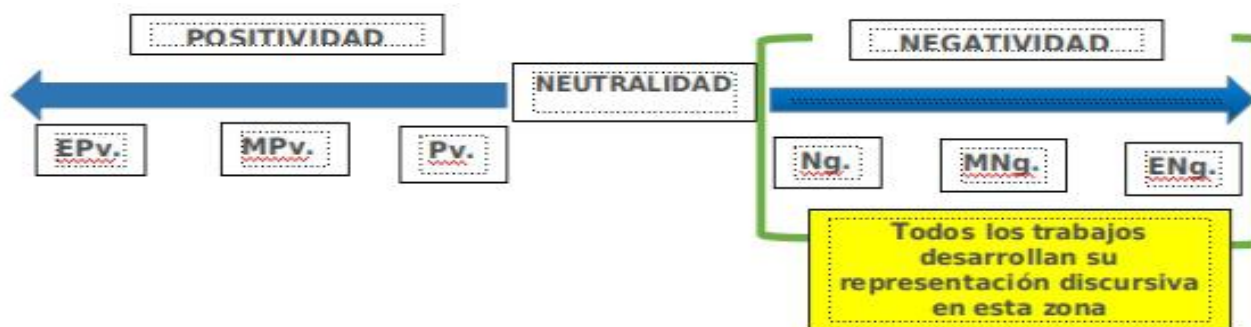 POSITIVIDAD
NEGATIVIDAD
NEUTRALIDAD
EPv.
MPv.
Pv.
Ng.
MNg.
ENg.
Todos los trabajos
desarrollan su
representación discursiva
en esta zona